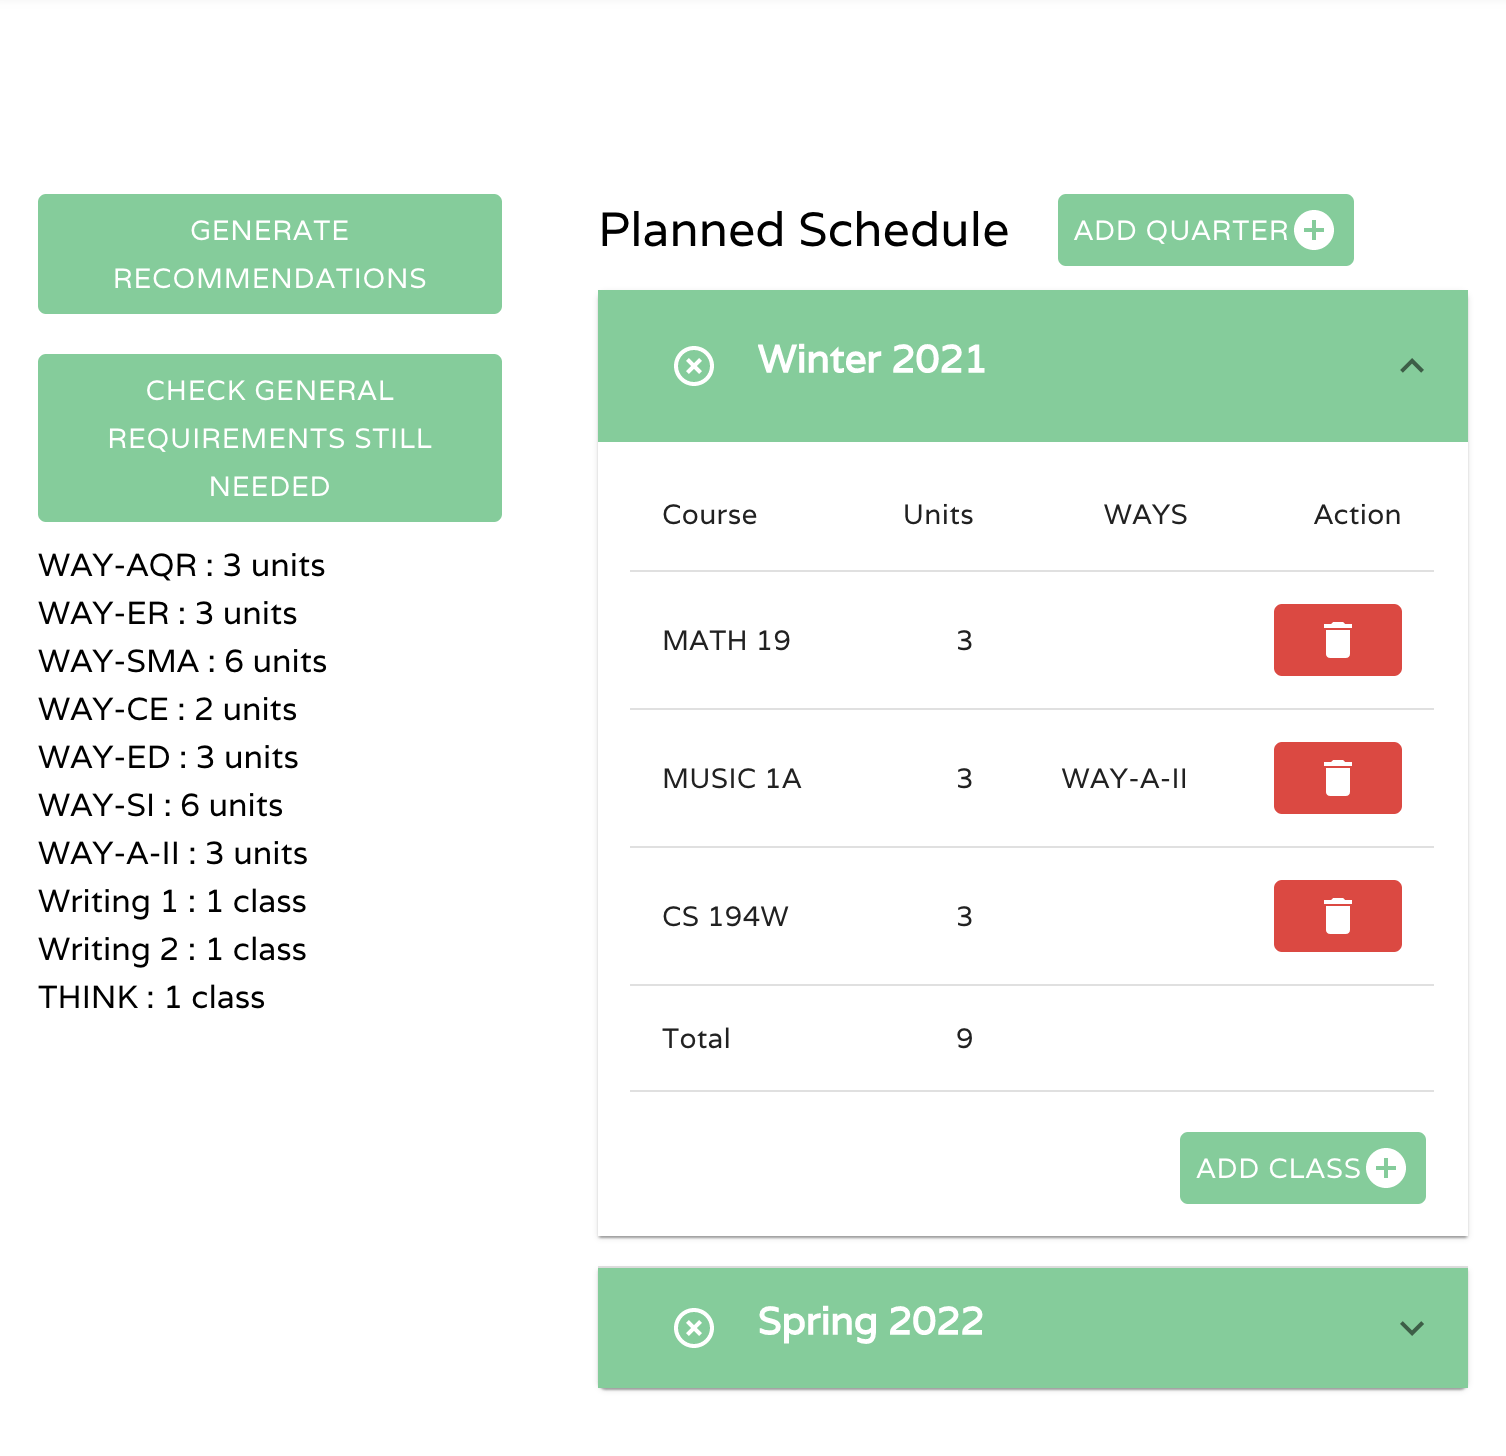 GENERATE
RECOMMENDATIONS
CHECK GENERAL
REQUIREMENTS STILL
NEEDED
WAY-AQR : 3 units
WAY-ER : 3 units
WAY-SMA : 6 units
WAY-CE : 2 units
WAY-ED : 3 units
WAY-SI : 6 units
WAY-A-II : 3 units
Writing 1 : 1 class
Writing 2 : 1 class
THINK : 1 class
Planned Schedule
ADD QUARTER
Winter 2021
Course Units WAYS Action
MATH 19 3
MUSIC 1A 3 WAY-A-II
CS 194W 3
Total 9
ADD CLASS
Spring 2022